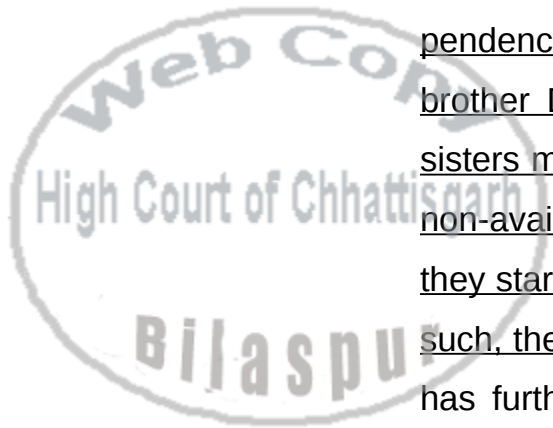 Web Copy
High Court of Chhattisgarh
Bilaspur
pendenc
brother
sisters m
non-avai
they star
such, the
has furth